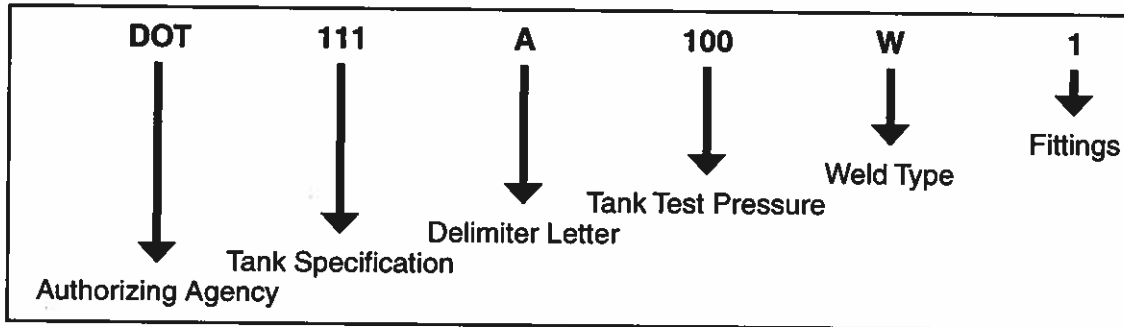 DOT 111 A 100 W 1
Fittings
Weld Type
Tank Test Pressure
Delimiter Letter
Tank Specification
Authorizing Agency